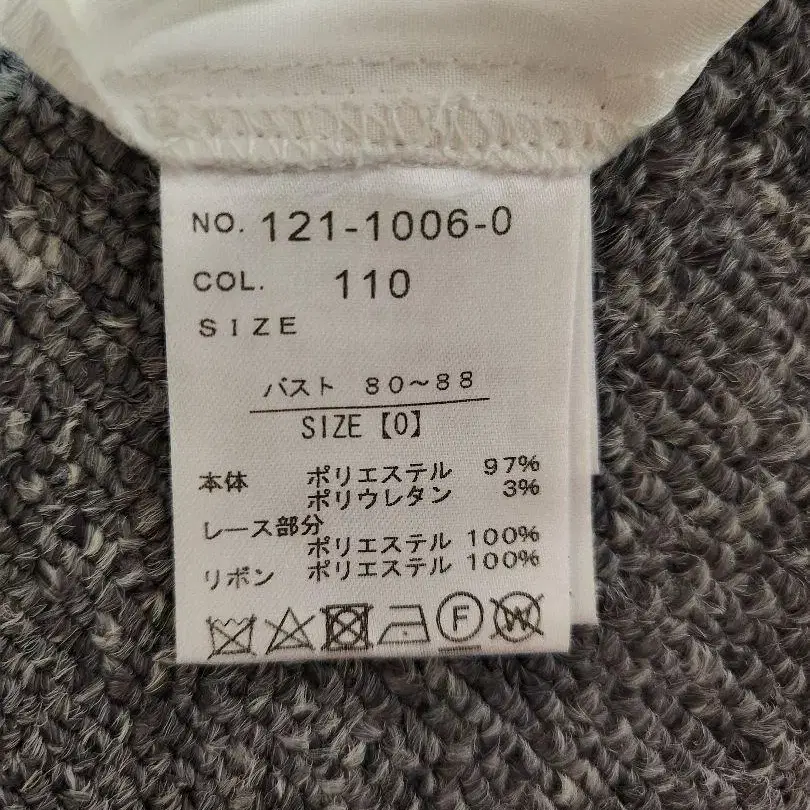 NO. 121-1006-0
COL. 110
SIZE
バスト 80～88
SIZE【0】
本体 ポリエステル 97%
ポリウレタン 3%
レース部分
ポリエステル 100%
リボン ポリエステル 100%
F W